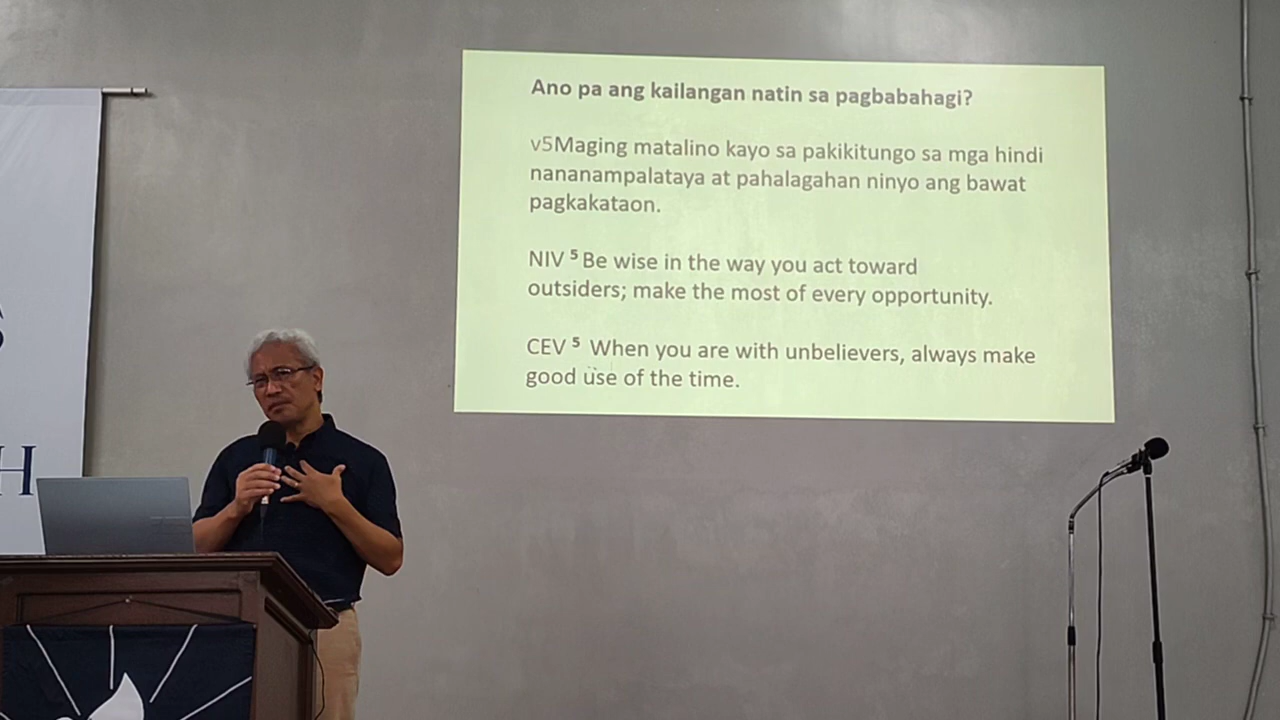 Ano pa ang kailangan natin sa pagbabahagi?
v5Maging matalino kayo sa pakikitungo sa mga hindi
nananampalataya at pahalagahan ninyo ang bawat
pagkakataon.
NIV ⁵ Be wise in the way you act toward
outsiders; make the most of every opportunity.
CEV ⁵ When you are with unbelievers, always make
good use of the time.
H